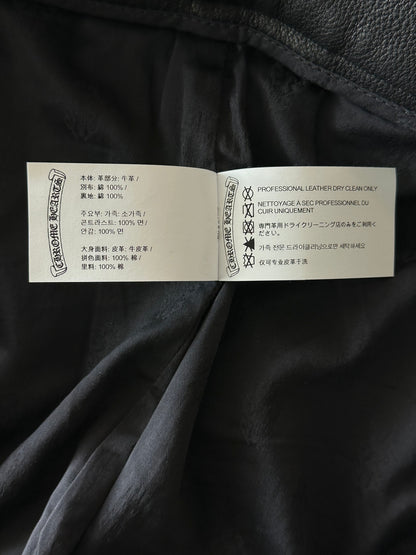 CHROME HEARTS
本体: 革部分: 牛革 /
別布: 綿 100% /
裏地: 綿 100% /
주요부: 가죽: 소가죽 /
콘트라스트: 100% 면 /
안감: 100% 면 /
大身面料: 皮革: 牛皮革 /
拼色面料: 100% 棉 /
里料: 100% 棉 /
CHROME HEARTS
PROFESSIONAL LEATHER DRY CLEAN ONLY
NETTOYAGE À SEC PROFESSIONNEL DU
CUIR UNIQUEMENT
専門革用ドライクリーニング店のみをご利用く
ださい。
가죽 전문 드라이클리닝으로만 세탁하세요
仅可专业皮革干洗